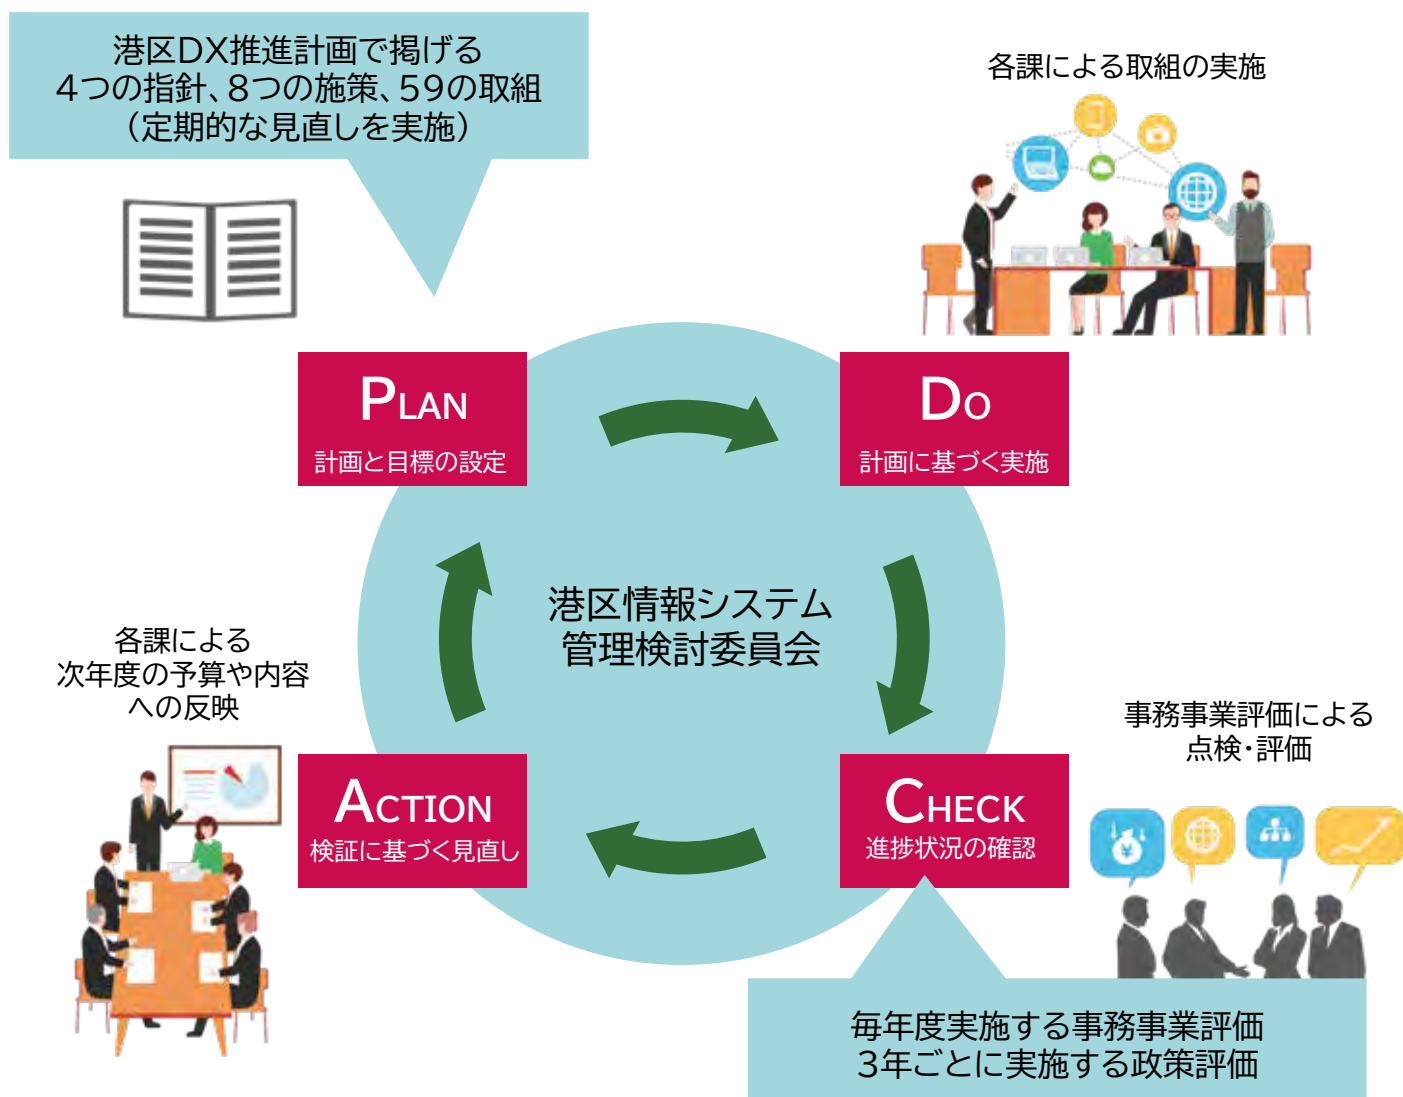 港区DX推進計画で掲げる
4つの指針、8つの施策、59の取組
（定期的な見直しを実施）
各課による取組の実施
PLAN
計画と目標の設定
DO
計画に基づく実施
港区情報システム
管理検討委員会
各課による
次年度の予算や内容
への反映
事務事業評価による
点検・評価
ACTION
検証に基づく見直し
CHECK
進捗状況の確認
毎年度実施する事務事業評価
3年ごとに実施する政策評価